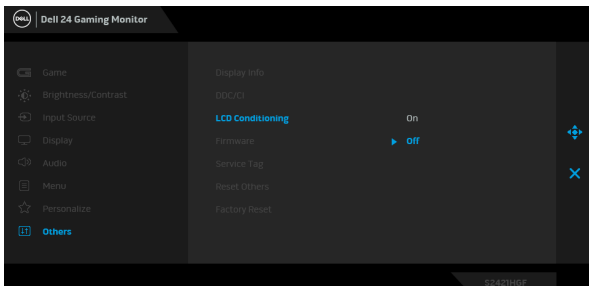 DELL Dell 24 Gaming Monitor
Game
Brightness/Contrast
Input Source
Display
Audio
Menu
Personalize
Others
Display Info
DDC/CI
LCD Conditioning On
Firmware Off
Service Tag
Reset Others
Factory Reset
S2421HGF